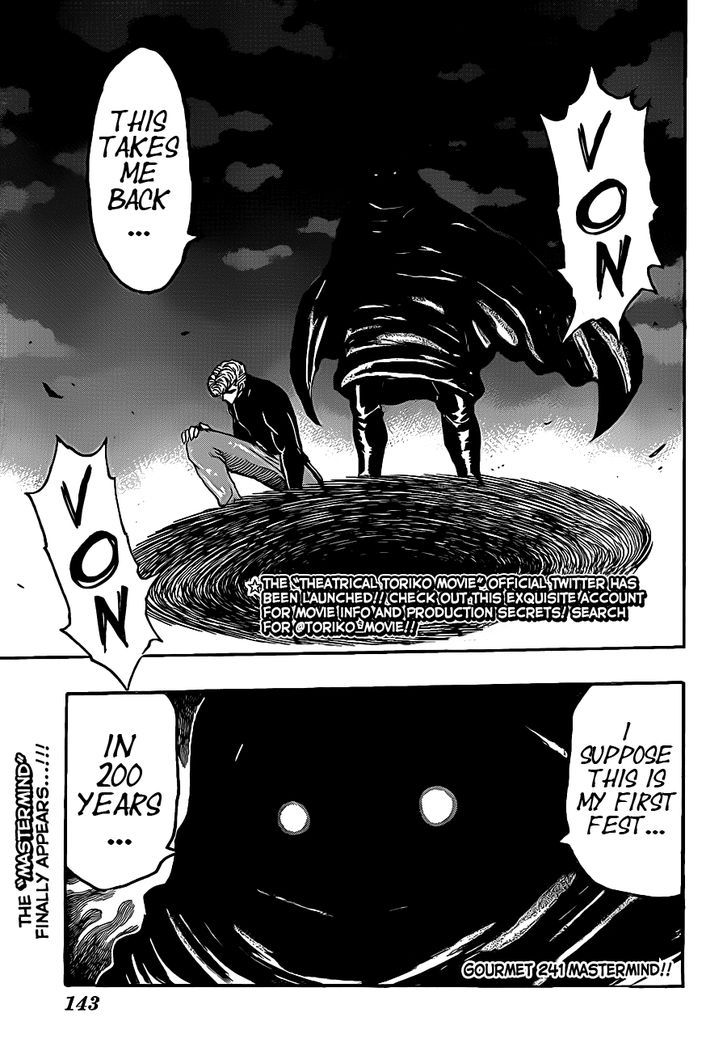 VON
THIS
TAKES
ME
BACK
...
VON
☆THE "THEATRICAL TORIKO MOVIE" OFFICIAL TWITTER HAS
BEEN LAUNCHED!! CHECK OUT THIS EXQUISITE ACCOUNT
FOR MOVIE INFO AND PRODUCTION SECRETS! SEARCH
FOR @TORIKO_MOVIE!!
I
SUPPOSE
THIS IS
MY FIRST
FEST...
IN
200
YEARS
...
THE "MASTERMIND"
FINALLY APPEARS...!!!
GOURMET 241 MASTERMIND!!
143